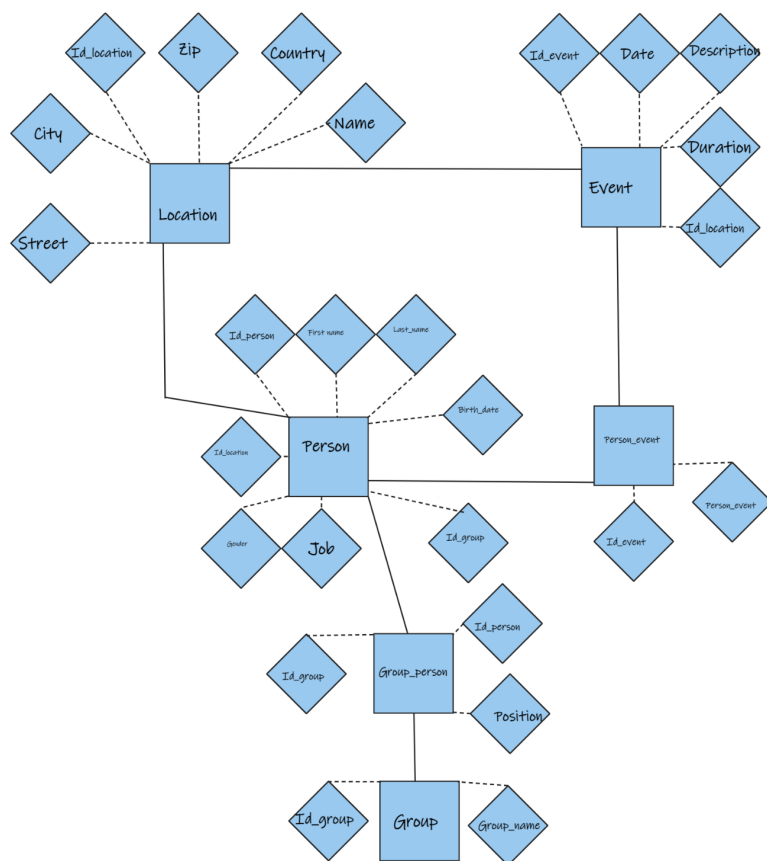 Id_location
Zip
Country
Id_event
Date
Description
City
Name
Duration
Location
Event
Street
Id_location
Id_person
First name
Last_name
Birth_date
Person
Person_event
Id_location
Person_event
Gender
Job
Id_group
Id_event
Id_person
Id_group
Group_person
Position
Id_group
Group
Group_name